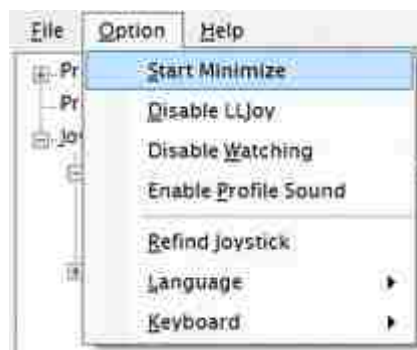 File Option Help
Start Minimize
Disable LLJoy
Disable Watching
Enable Profile Sound
Refind Joystick
Language
Keyboard